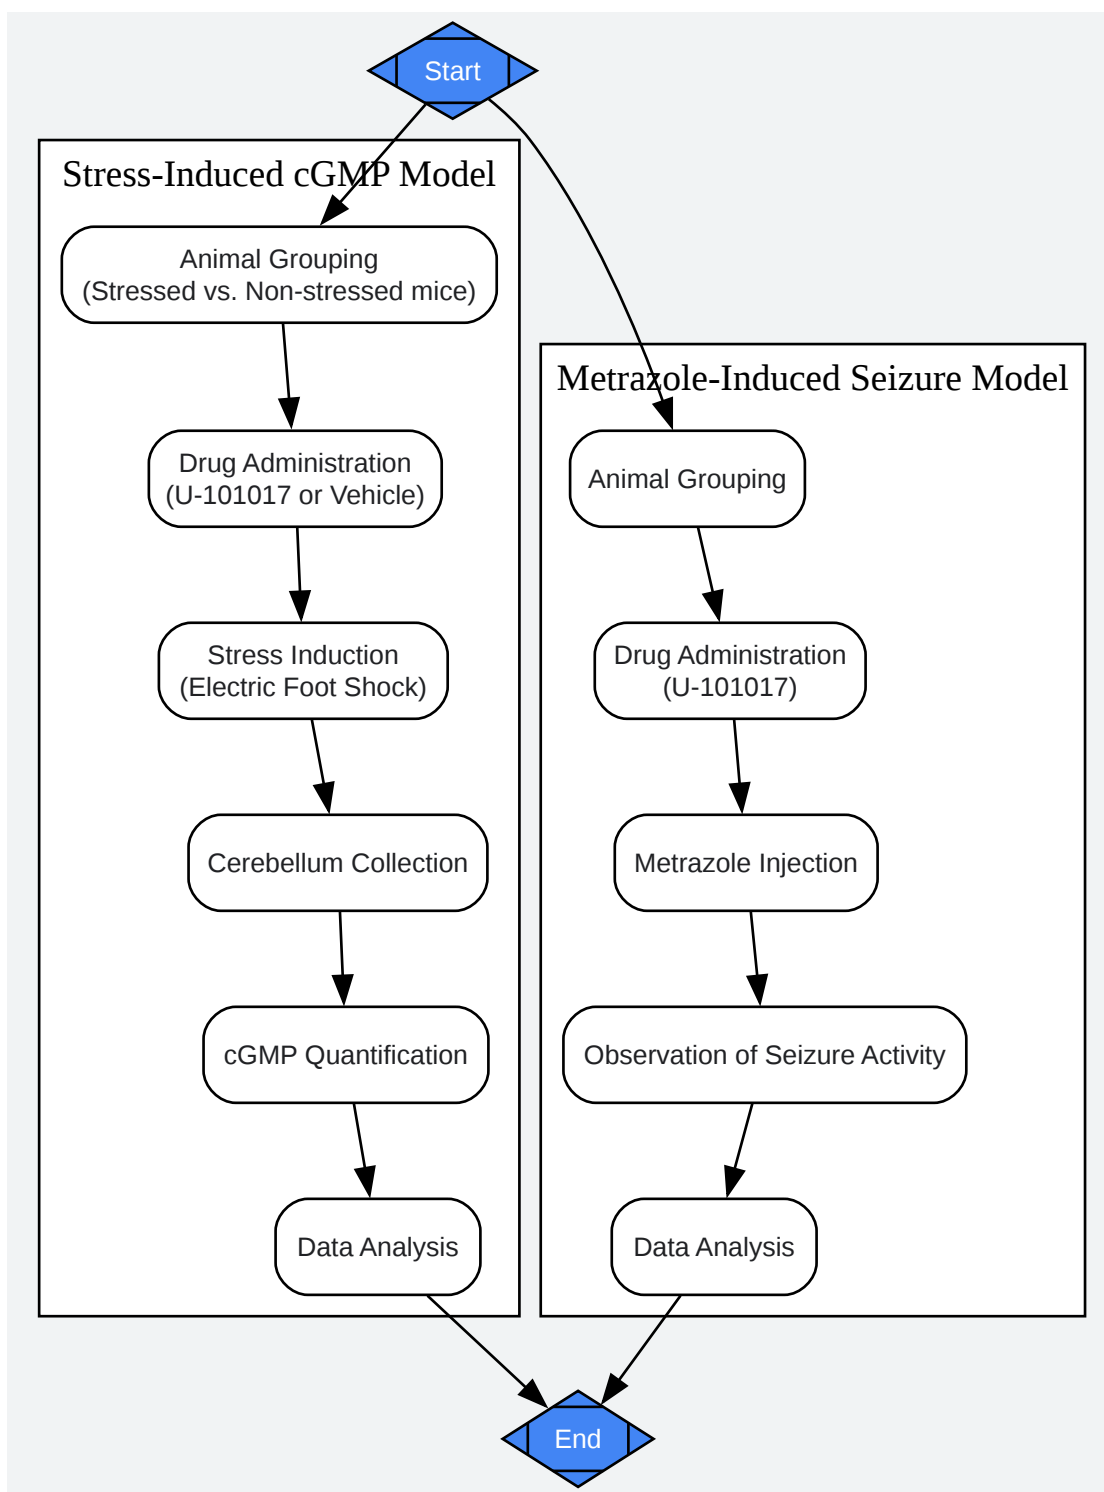 Start
Stress-Induced cGMP Model
Animal Grouping
(Stressed vs. Non-stressed mice)
Drug Administration
(U-101017 or Vehicle)
Stress Induction
(Electric Foot Shock)
Cerebellum Collection
cGMP Quantification
Data Analysis
Metrazole-Induced Seizure Model
Animal Grouping
Drug Administration
(U-101017)
Metrazole Injection
Observation of Seizure Activity
Data Analysis
End